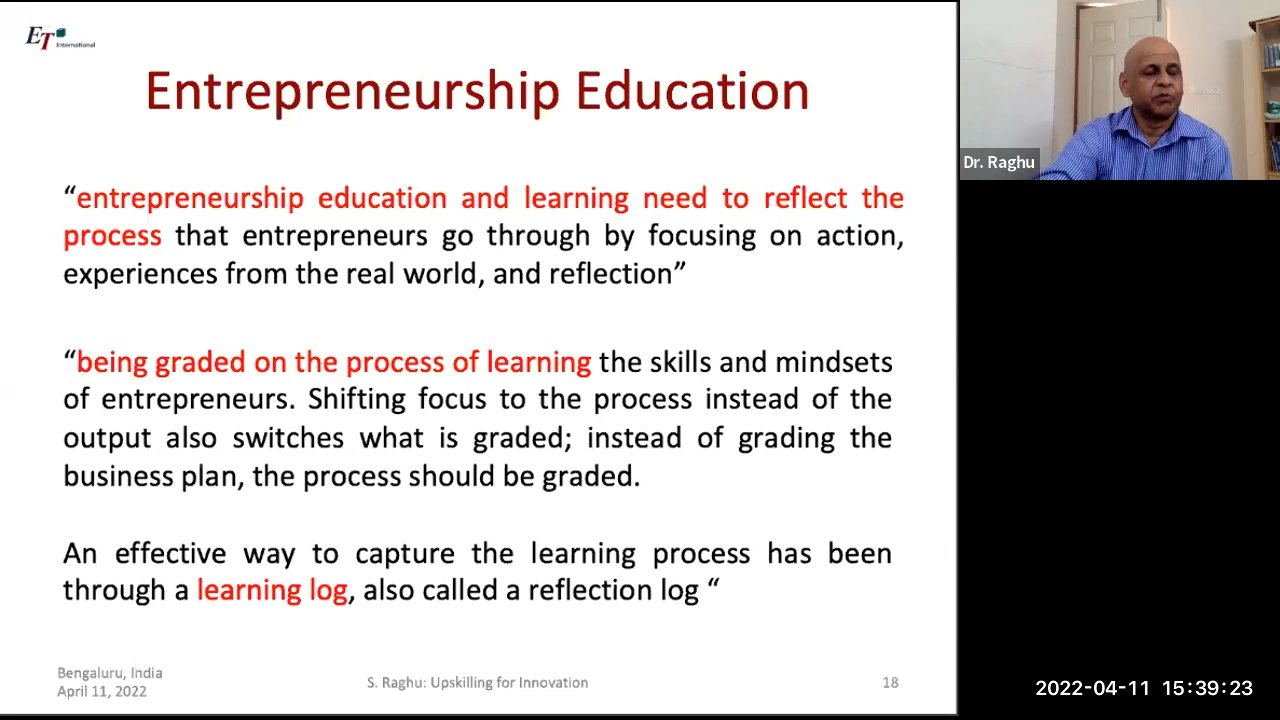 ET International
Entrepreneurship Education
“entrepreneurship education and learning need to reflect the
process that entrepreneurs go through by focusing on action,
experiences from the real world, and reflection”
“being graded on the process of learning the skills and mindsets
of entrepreneurs. Shifting focus to the process instead of the
output also switches what is graded; instead of grading the
business plan, the process should be graded.
An effective way to capture the learning process has been
through a learning log, also called a reflection log “
Bengaluru, India
April 11, 2022
S. Raghu: Upskilling for Innovation
18
Dr. Raghu
2022-04-11 15:39:23